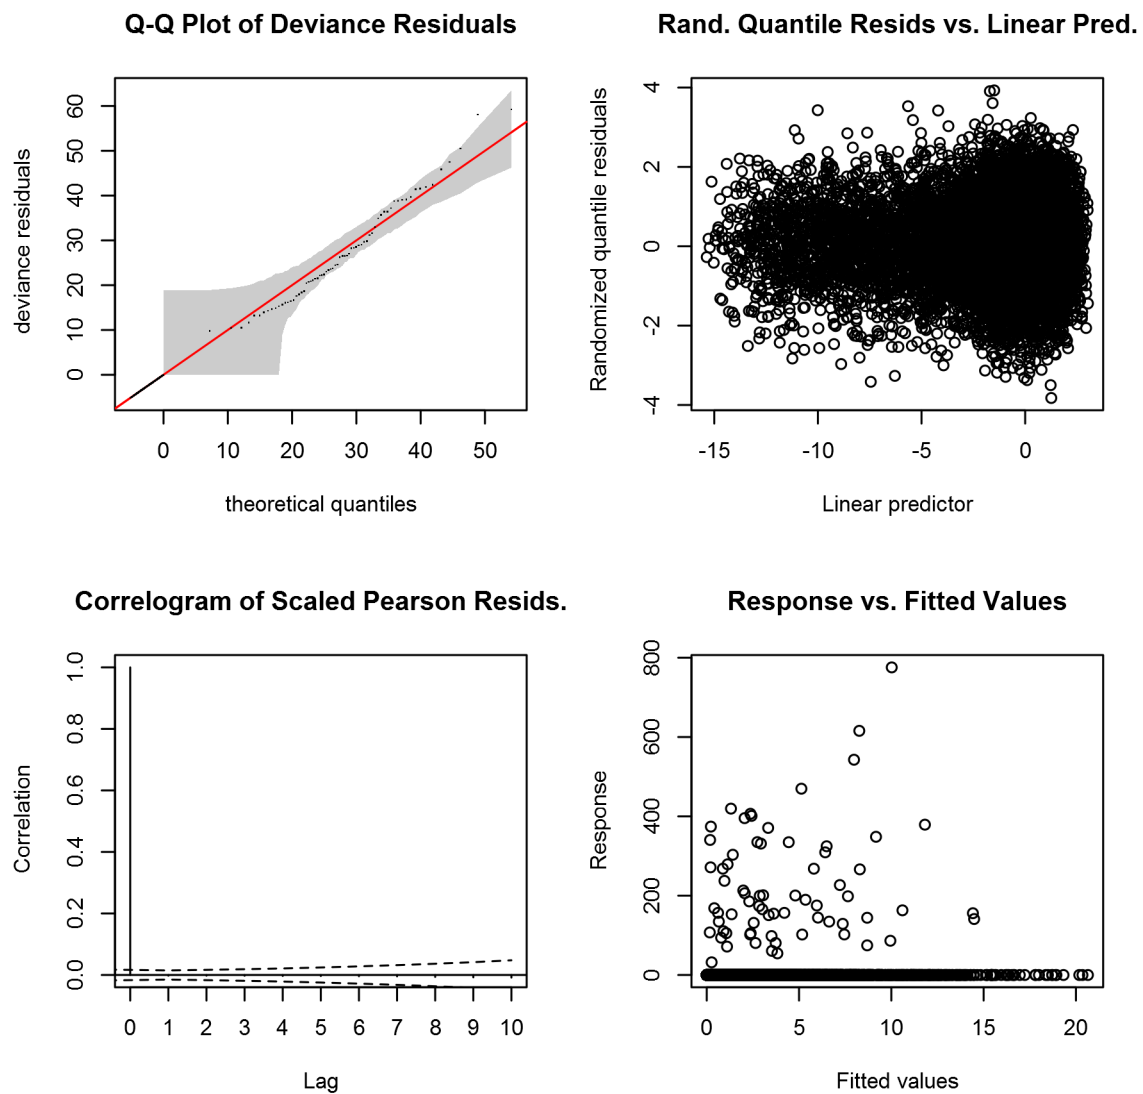 Q-Q Plot of Deviance Residuals
deviance residuals
60
50
40
30
20
10
0
0 10 20 30 40 50
theoretical quantiles
Rand. Quantile Resids vs. Linear Pred.
Randomized quantile residuals
4
2
0
-2
-4
-15 -10 -5 0
Linear predictor
Correlogram of Scaled Pearson Resids.
Correlation
1.0
0.8
0.6
0.4
0.2
0.0
0 1 2 3 4 5 6 7 8 9 10
Lag
Response vs. Fitted Values
Response
800
600
400
200
0
0 5 10 15 20
Fitted values